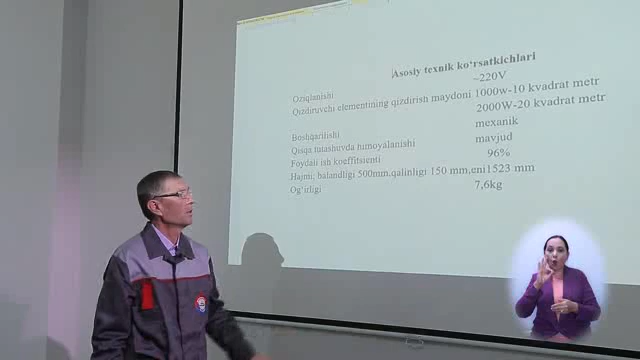 Asosiy texnik ko‘rsatkichlari
Oziqlanishi ~220V
Qizdiruvchi elementining qizdirish maydoni 1000w-10 kvadrat metr
2000W-20 kvadrat metr
Boshqarilishi mexanik
Qisqa tutashuvda himoyalanishi mavjud
Foydali ish koeffitsienti 96%
Hajmi; balandligi 500mm.qalinligi 150 mm,eni1523 mm
Og‘irligi 7,6kg